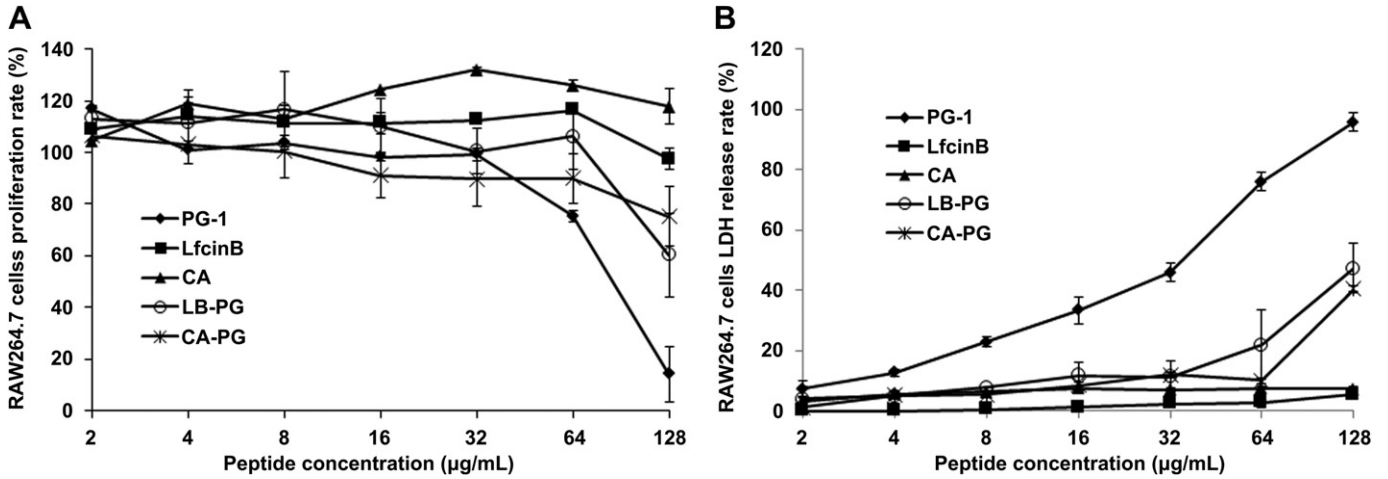 A
RAW264.7 cellss proliferation rate (%)
140
120
100
80
60
40
20
0
PG-1
LfcinB
CA
LB-PG
CA-PG
2 4 8 16 32 64 128
Peptide concentration (µg/mL)
B
RAW264.7 cells LDH release rate (%)
120
100
80
60
40
20
0
PG-1
LfcinB
CA
LB-PG
CA-PG
2 4 8 16 32 64 128
Peptide concentration (µg/mL)